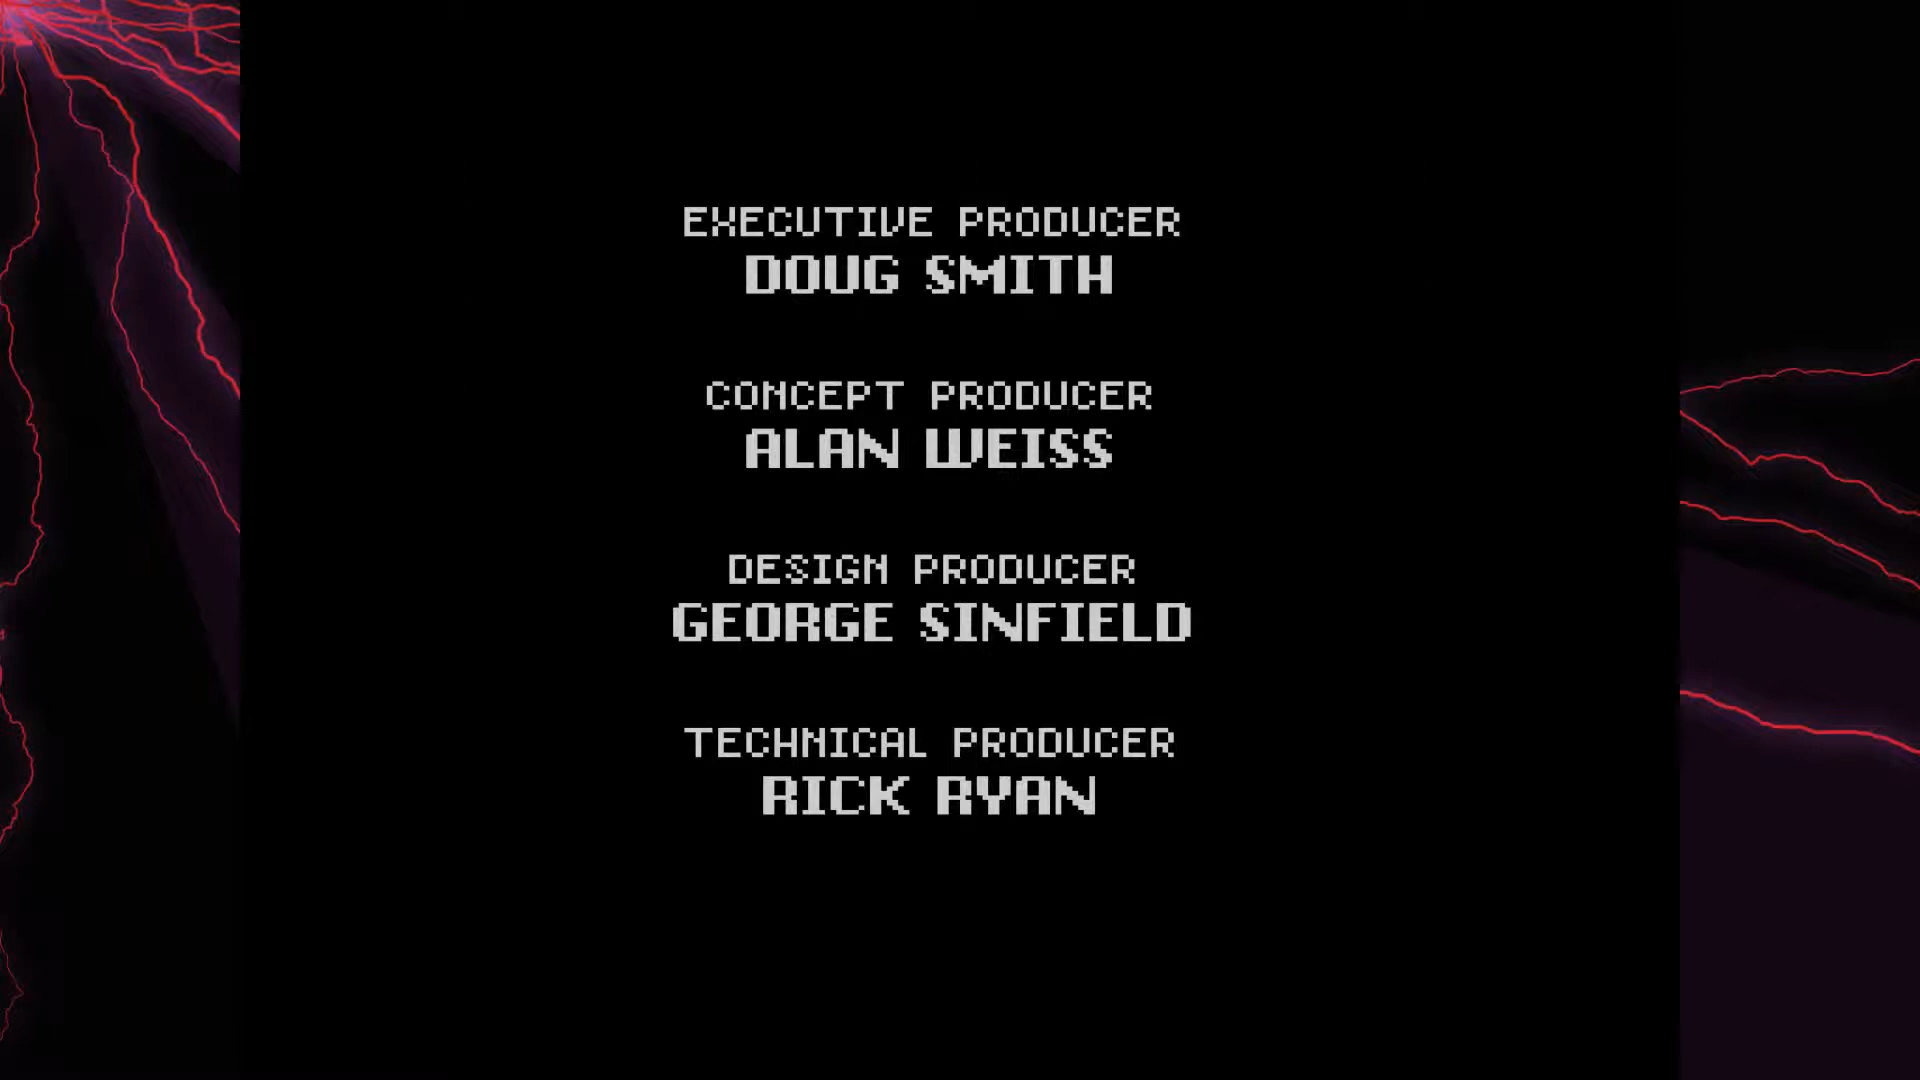 EXECUTIVE PRODUCER
DOUG SMITH
CONCEPT PRODUCER
ALAN WEISS
DESIGN PRODUCER
GEORGE SINFIELD
TECHNICAL PRODUCER
RICK RYAN